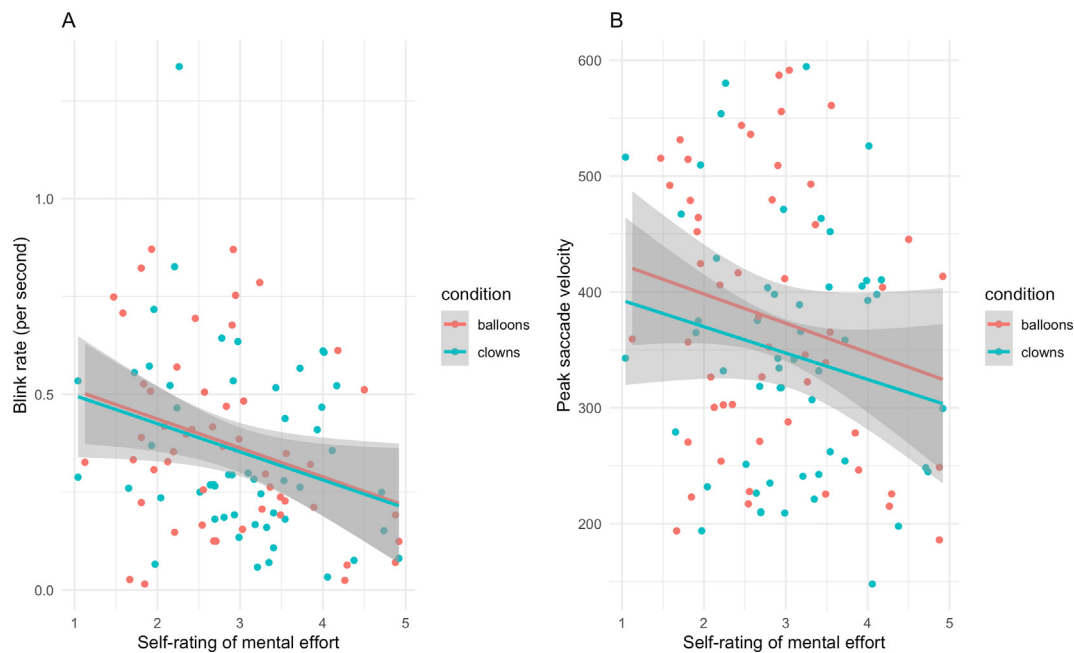 A
Blink rate (per second)
1.0
0.5
0.0
1 2 3 4 5
Self-rating of mental effort
condition
balloons
clowns
B
Peak saccade velocity
600
500
400
300
200
1 2 3 4 5
Self-rating of mental effort
condition
balloons
clowns